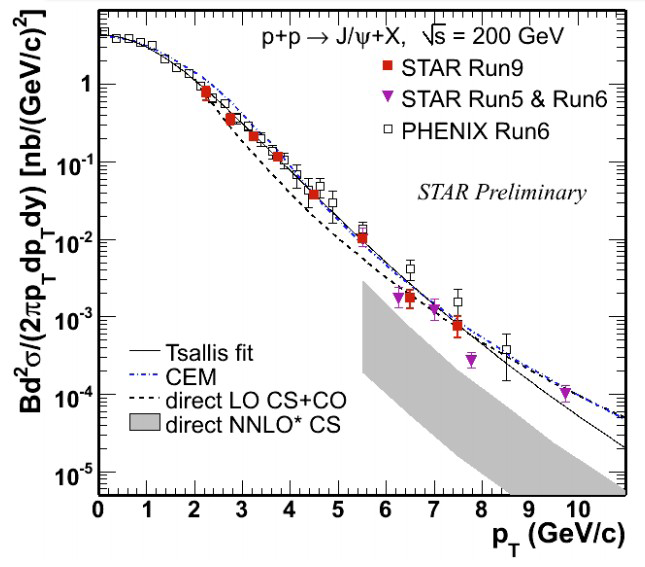 p+p → J/ψ+X, √s = 200 GeV
STAR Run9
STAR Run5 & Run6
PHENIX Run6
STAR Preliminary
Bd²σ/(2πp_T dp_T dy) [nb/(GeV/c)²]
1
10⁻¹
10⁻²
10⁻³
10⁻⁴
10⁻⁵
Tsallis fit
CEM
direct LO CS+CO
direct NNLO* CS
0 1 2 3 4 5 6 7 8 9 10
p_T (GeV/c)